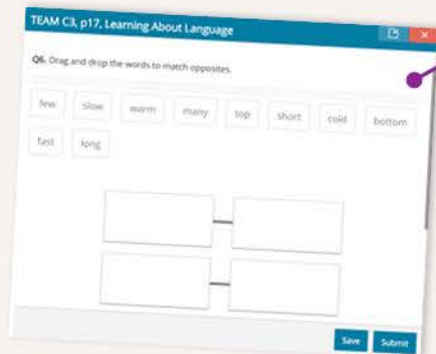 TEAM C3, p17, Learning About Language
Q6. Drag and drop the words to match opposites.
few slow warm many top short cold bottom
fast long
Save Submit